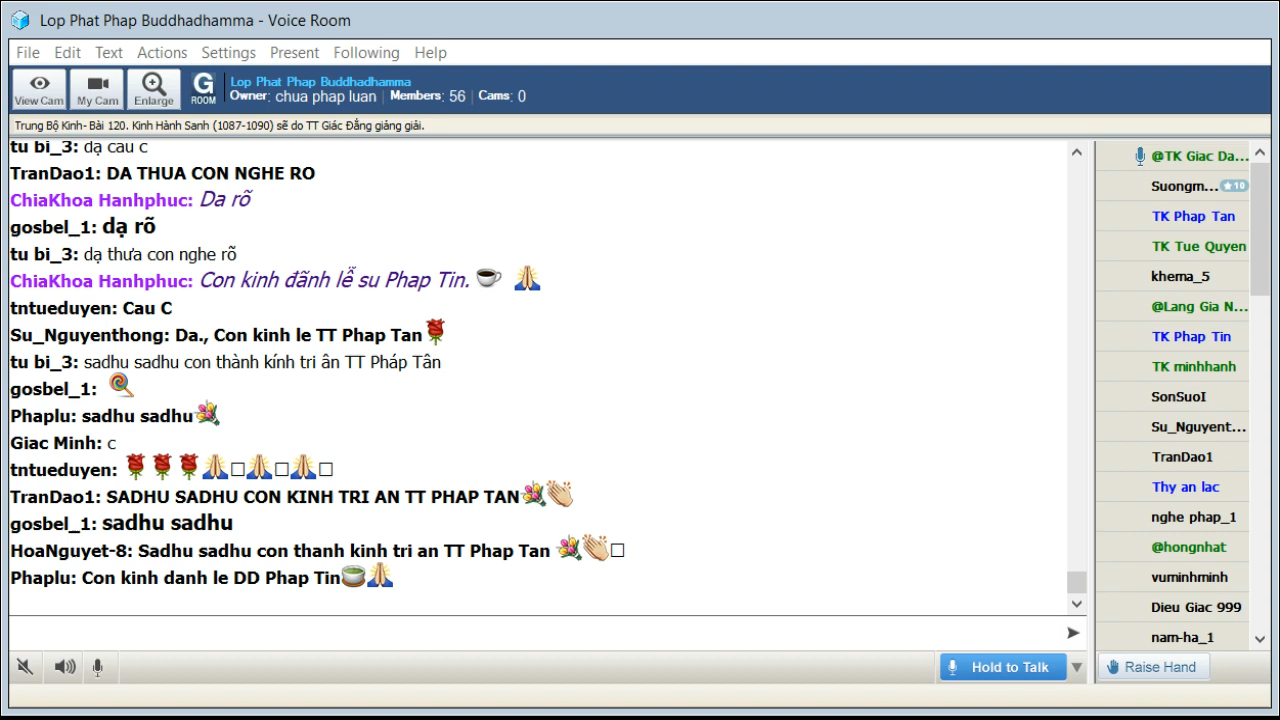 Lop Phat Phap Buddhadhamma - Voice Room
File Edit Text Actions Settings Present Following Help
View Cam My Cam Enlarge G ROOM
Lop Phat Phap Buddhadhamma
Owner: chua phap luan | Members: 56 | Cams: 0
Trung Bộ Kinh- Bài 120. Kinh Hành Sanh (1087-1090) sẽ do TT Giác Đẳng giảng giải.
tu bi_3: dạ cau c
TranDao1: DA THUA CON NGHE RO
ChiaKhoa Hanhphuc: Da rõ
gosbel_1: dạ rõ
tu bi_3: dạ thưa con nghe rõ
ChiaKhoa Hanhphuc: Con kinh đãnh lễ su Phap Tin.
tntueduyen: Cau C
Su_Nguyenthong: Da., Con kinh le TT Phap Tan
tu bi_3: sadhu sadhu con thành kính tri ân TT Pháp Tân
gosbel_1:
Phaplu: sadhu sadhu
Giac Minh: c
tntueduyen:
TranDao1: SADHU SADHU CON KINH TRI AN TT PHAP TAN
gosbel_1: sadhu sadhu
HoaNguyet-8: Sadhu sadhu con thanh kinh tri an TT Phap Tan
Phaplu: Con kinh danh le DD Phap Tin
@TK Giac Da...
Suongm... 10
TK Phap Tan
TK Tue Quyen
khema_5
@Lang Gia N...
TK Phap Tin
TK minhhanh
SonSuoI
Su_Nguyent...
TranDao1
Thy an lac
nghe phap_1
@hongnhat
vuminhminh
Dieu Giac 999
nam-ha_1
Hold to Talk
Raise Hand